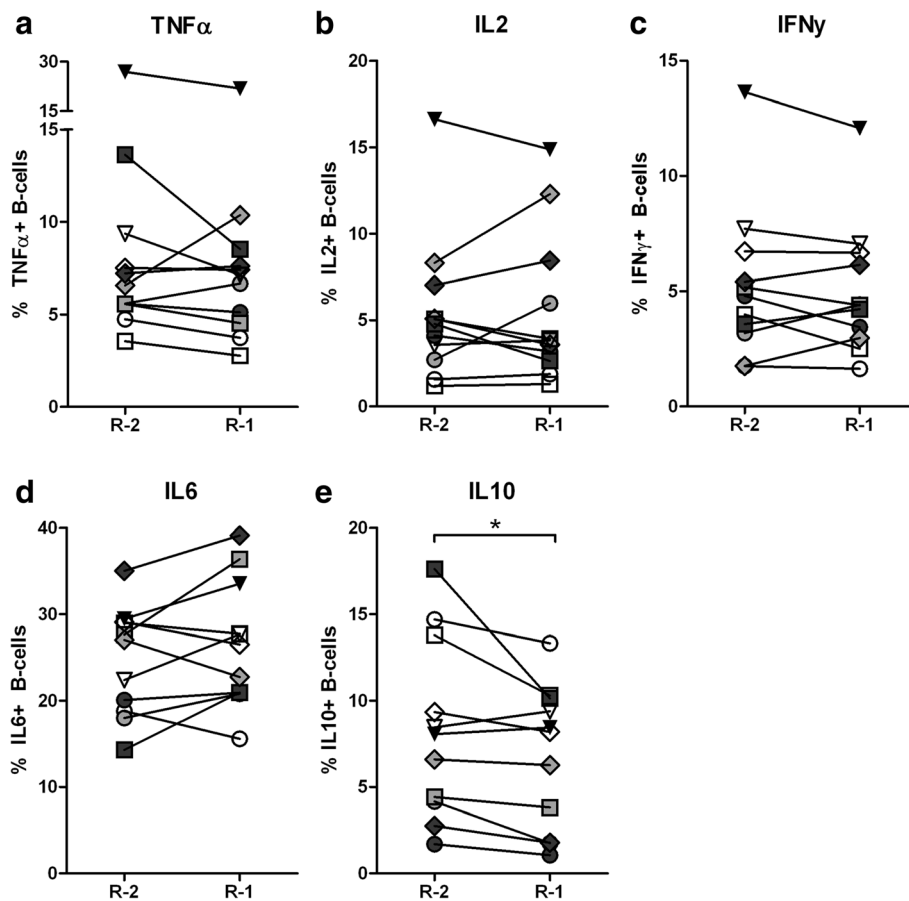 a
TNFα
% TNFα+ B-cells
30
15
15
10
5
0
R-2
R-1
b
IL2
% IL2+ B-cells
20
15
10
5
0
R-2
R-1
c
IFNy
% IFNγ+ B-cells
15
10
5
0
R-2
R-1
d
IL6
% IL6+ B-cells
40
30
20
10
0
R-2
R-1
e
IL10
% IL10+ B-cells
20
15
10
5
0
*
R-2
R-1